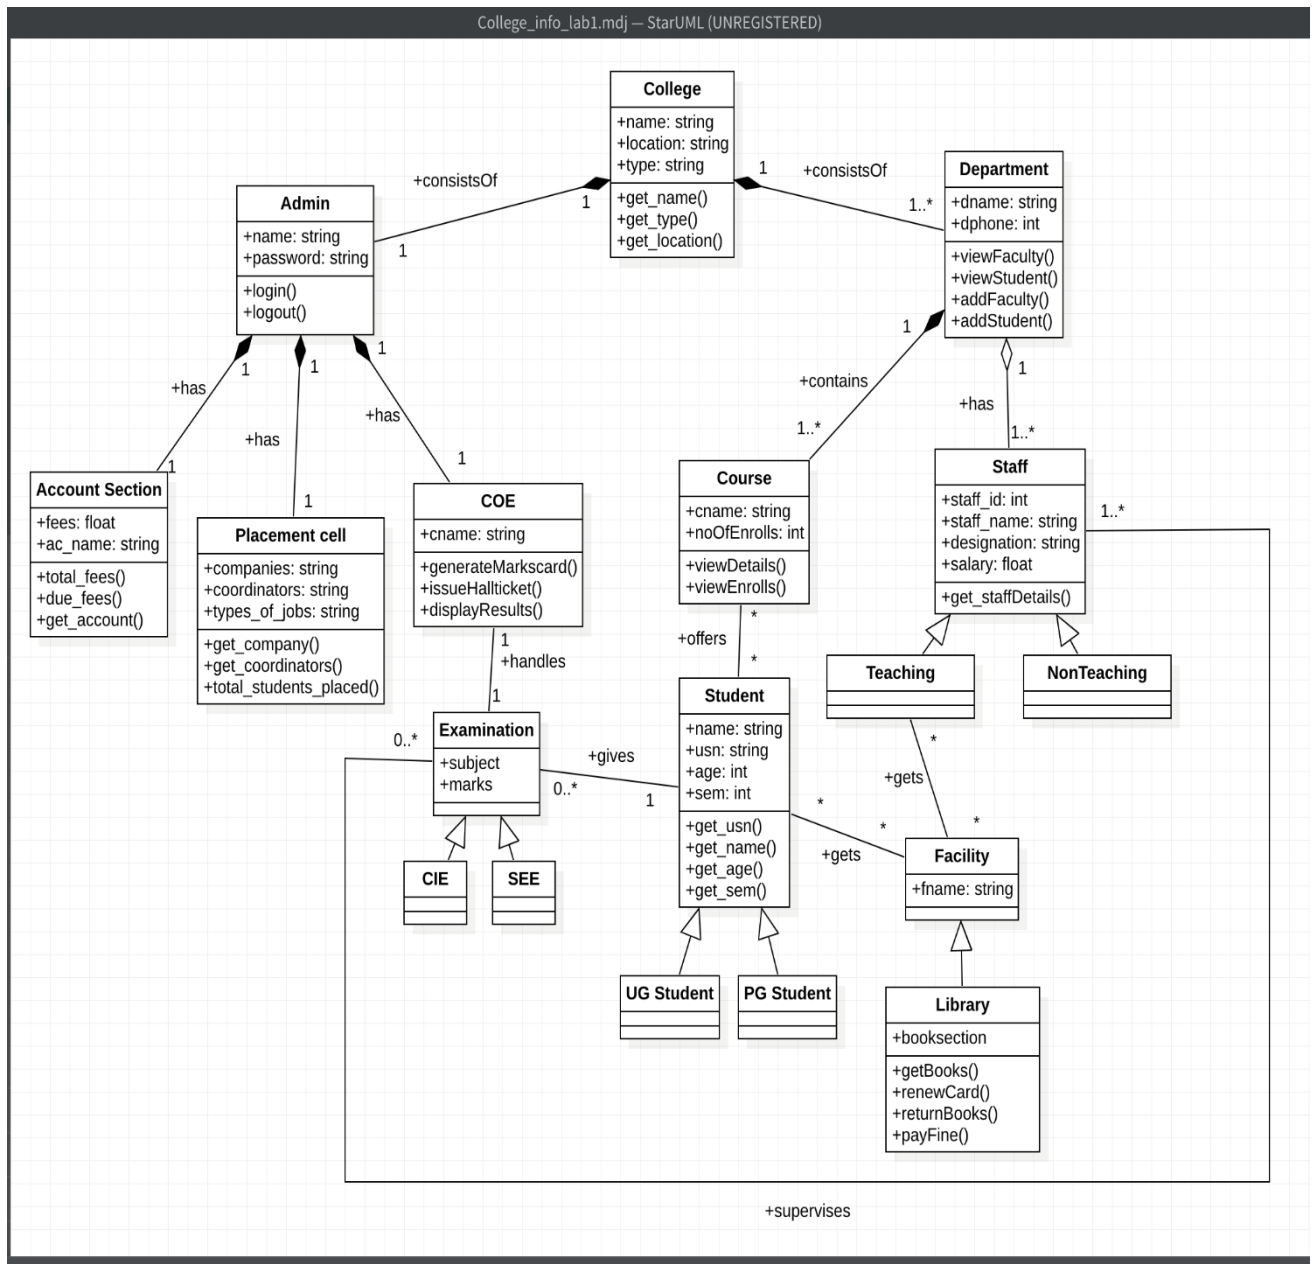 College_info_lab1.mdj — StarUML (UNREGISTERED)
College
+name: string
+location: string
+type: string
+get_name()
+get_type()
+get_location()
+consistsOf
1
1
1
+consistsOf
1..*
Department
+dname: string
+dphone: int
+viewFaculty()
+viewStudent()
+addFaculty()
+addStudent()
Admin
+name: string
+password: string
+login()
+logout()
1
+has
1
1
+has
1
1
+has
1
1
+contains
1..*
1
+has
1..*
Account Section
+fees: float
+ac_name: string
+total_fees()
+due_fees()
+get_account()
Placement cell
+companies: string
+coordinators: string
+types_of_jobs: string
+get_company()
+get_coordinators()
+total_students_placed()
COE
+cname: string
+generateMarkscard()
+issueHallticket()
+displayResults()
Course
+cname: string
+noOfEnrolls: int
+viewDetails()
+viewEnrolls()
Staff
+staff_id: int
+staff_name: string
+designation: string
+salary: float
+get_staffDetails()
1..*
1
+handles
1
*
+offers
*
Teaching
NonTeaching
Examination
+subject
+marks
0..*
+gives
0..*
1
Student
+name: string
+usn: string
+age: int
+sem: int
+get_usn()
+get_name()
+get_age()
+get_sem()
*
+gets
*
*
*
+gets
Facility
+fname: string
CIE
SEE
UG Student
PG Student
Library
+booksection
+getBooks()
+renewCard()
+returnBooks()
+payFine()
+supervises